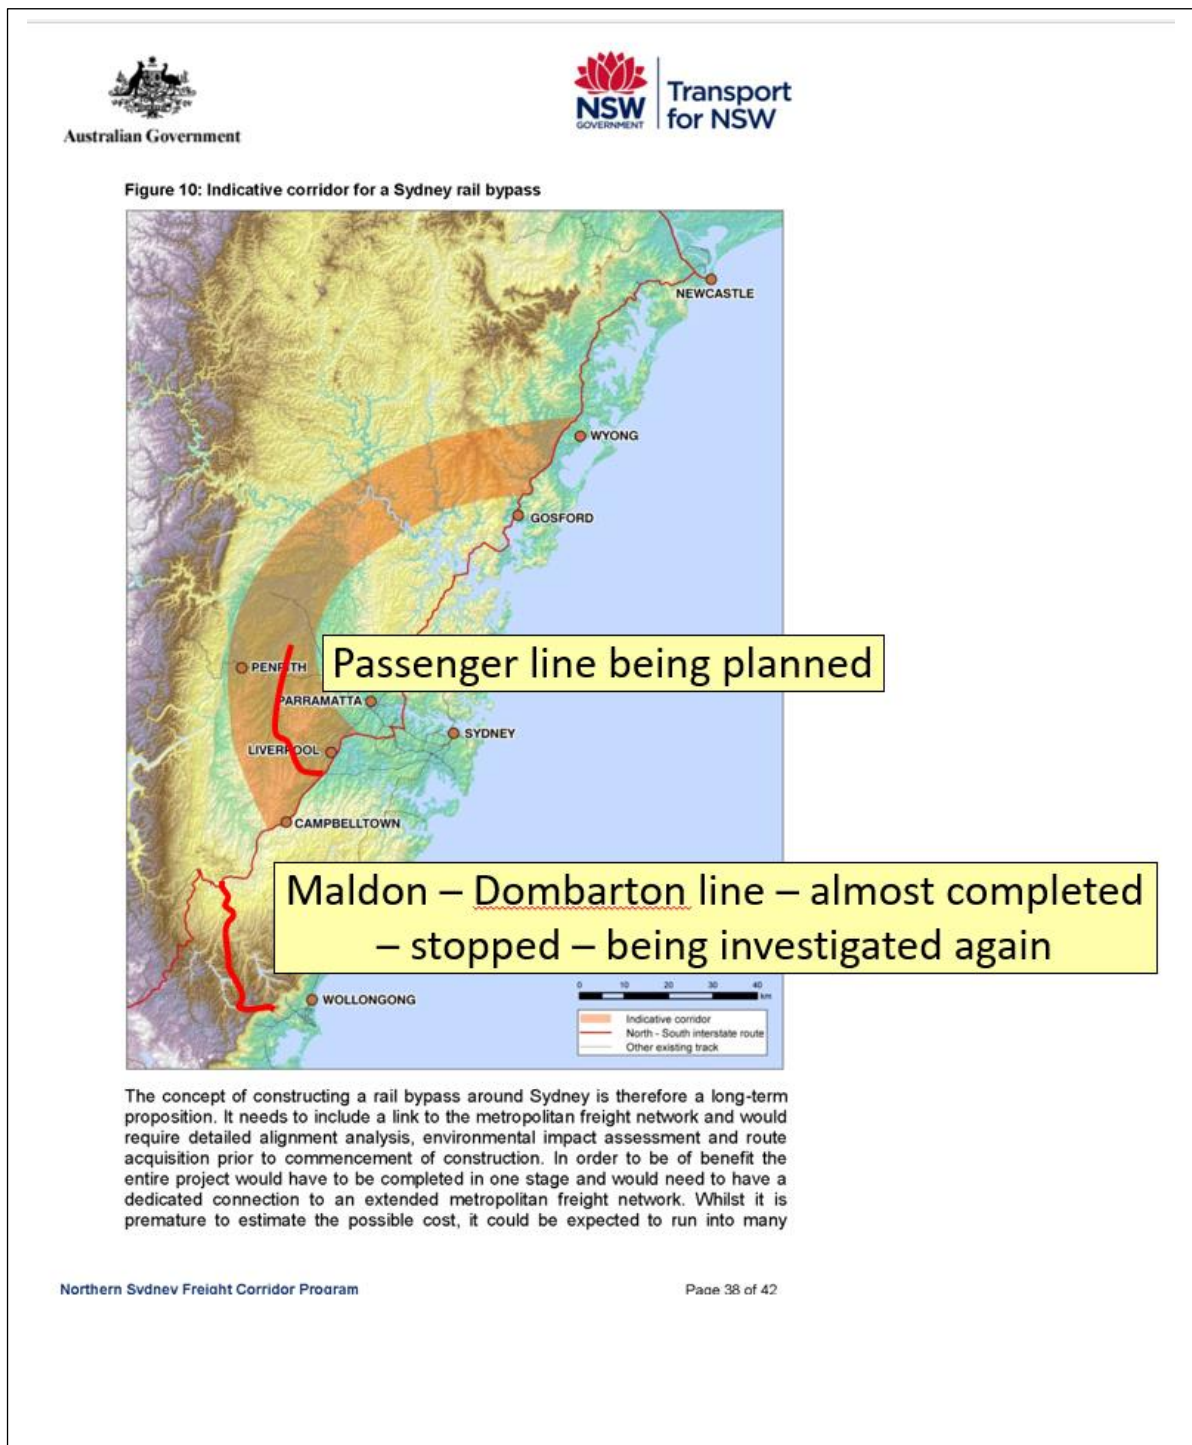 Australian Government
NSW
GOVERNMENT
Transport
for NSW
Figure 10: Indicative corridor for a Sydney rail bypass
NEWCASTLE
WYONG
GOSFORD
Passenger line being planned
PENRITH
PARRAMATTA
SYDNEY
LIVERPOOL
CAMPBELLTOWN
Maldon – Dombarton line – almost completed
– stopped – being investigated again
WOLLONGONG
0 10 20 30 40
km
Indicative corridor
North - South interstate route
Other existing track
The concept of constructing a rail bypass around Sydney is therefore a long-term
proposition. It needs to include a link to the metropolitan freight network and would
require detailed alignment analysis, environmental impact assessment and route
acquisition prior to commencement of construction. In order to be of benefit the
entire project would have to be completed in one stage and would need to have a
dedicated connection to an extended metropolitan freight network. Whilst it is
premature to estimate the possible cost, it could be expected to run into many
Northern Sydney Freight Corridor Program
Page 38 of 42